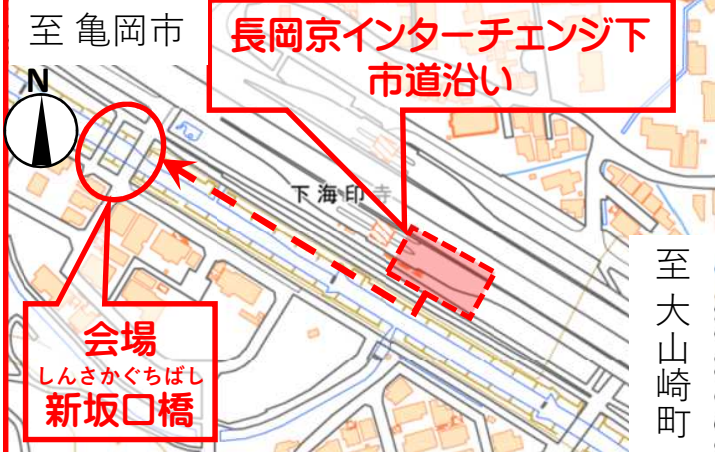 至 亀岡市
長岡京インターチェンジ下
市道沿い
N
下海印寺
至 大山崎町
会場
しんさかぐちばし
新坂口橋